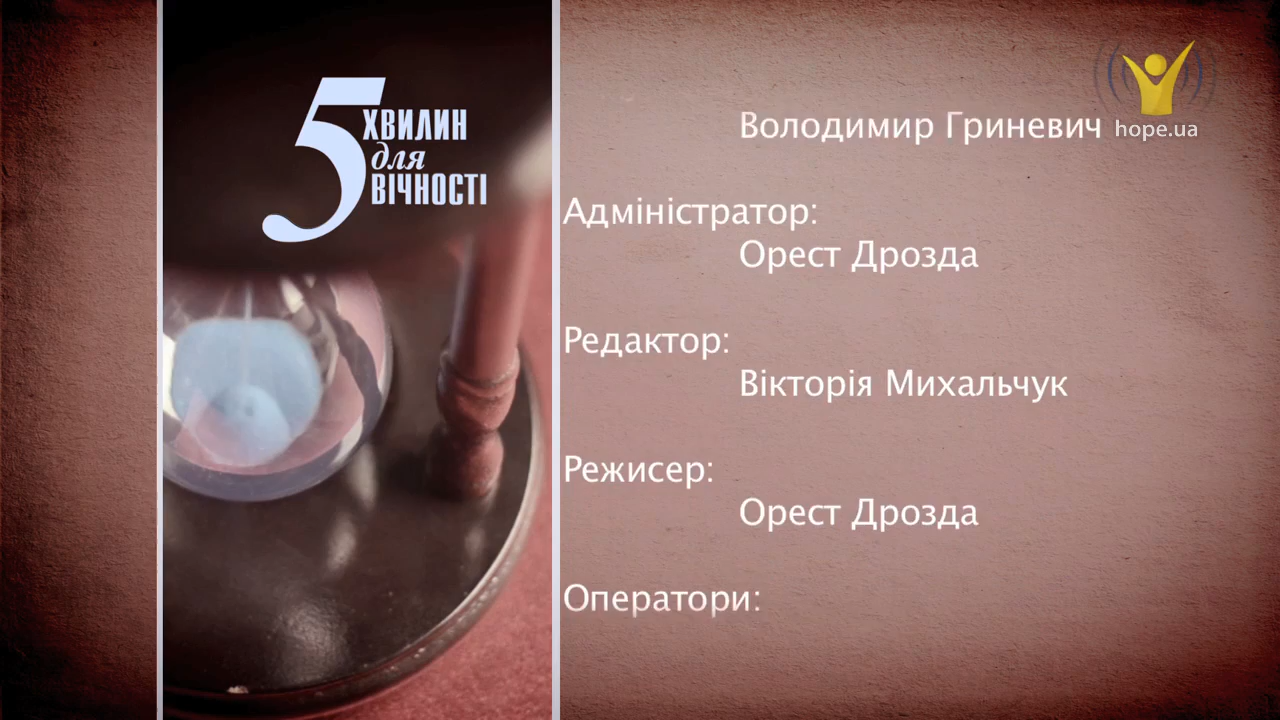 5 ХВИЛИН
для
ВІЧНОСТІ
hope.ua
Володимир Гриневич
Адміністратор:
Орест Дрозда
Редактор:
Вікторія Михальчук
Режисер:
Орест Дрозда
Оператори: